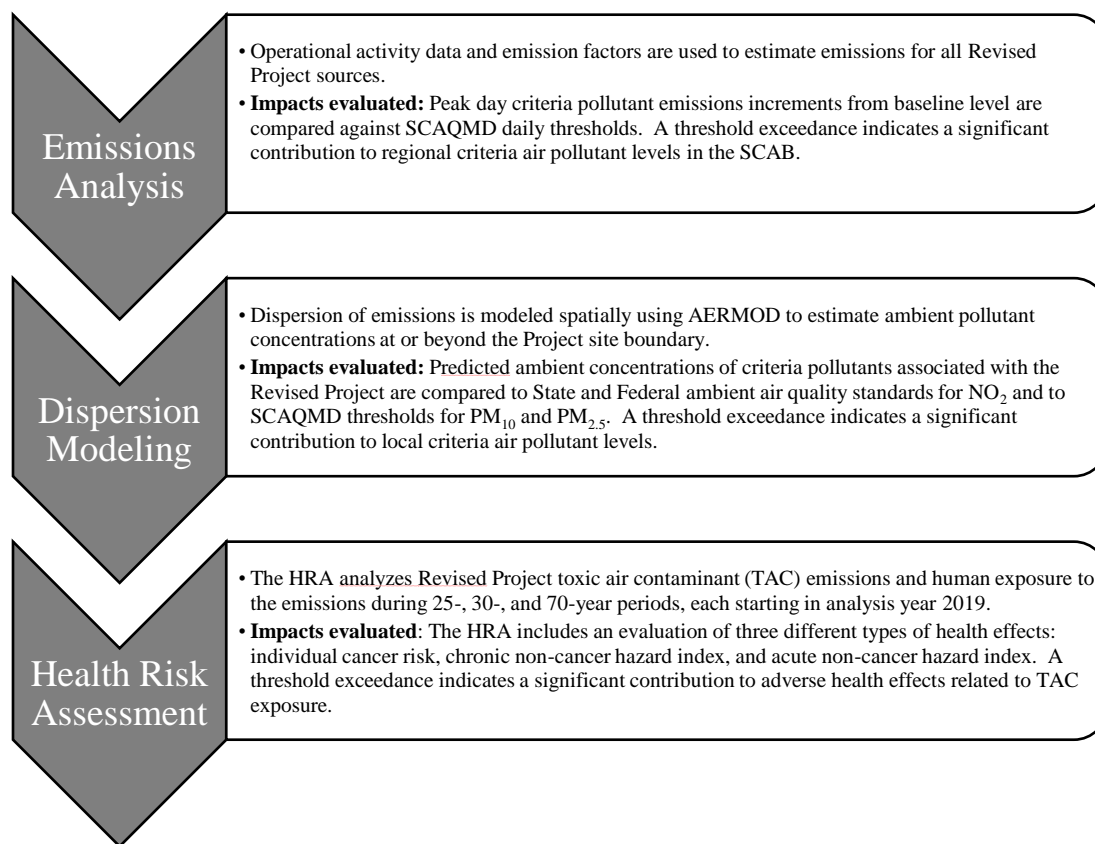 Emissions
Analysis
• Operational activity data and emission factors are used to estimate emissions for all Revised
Project sources.
• Impacts evaluated: Peak day criteria pollutant emissions increments from baseline level are
compared against SCAQMD daily thresholds.  A threshold exceedance indicates a significant
contribution to regional criteria air pollutant levels in the SCAB.
Dispersion
Modeling
• Dispersion of emissions is modeled spatially using AERMOD to estimate ambient pollutant
concentrations at or beyond the Project site boundary.
• Impacts evaluated: Predicted ambient concentrations of criteria pollutants associated with the
Revised Project are compared to State and Federal ambient air quality standards for NO₂ and to
SCAQMD thresholds for PM₁₀ and PM₂.₅.  A threshold exceedance indicates a significant
contribution to local criteria air pollutant levels.
Health Risk
Assessment
• The HRA analyzes Revised Project toxic air contaminant (TAC) emissions and human exposure to
the emissions during 25-, 30-, and 70-year periods, each starting in analysis year 2019.
• Impacts evaluated: The HRA includes an evaluation of three different types of health effects:
individual cancer risk, chronic non-cancer hazard index, and acute non-cancer hazard index.  A
threshold exceedance indicates a significant contribution to adverse health effects related to TAC
exposure.